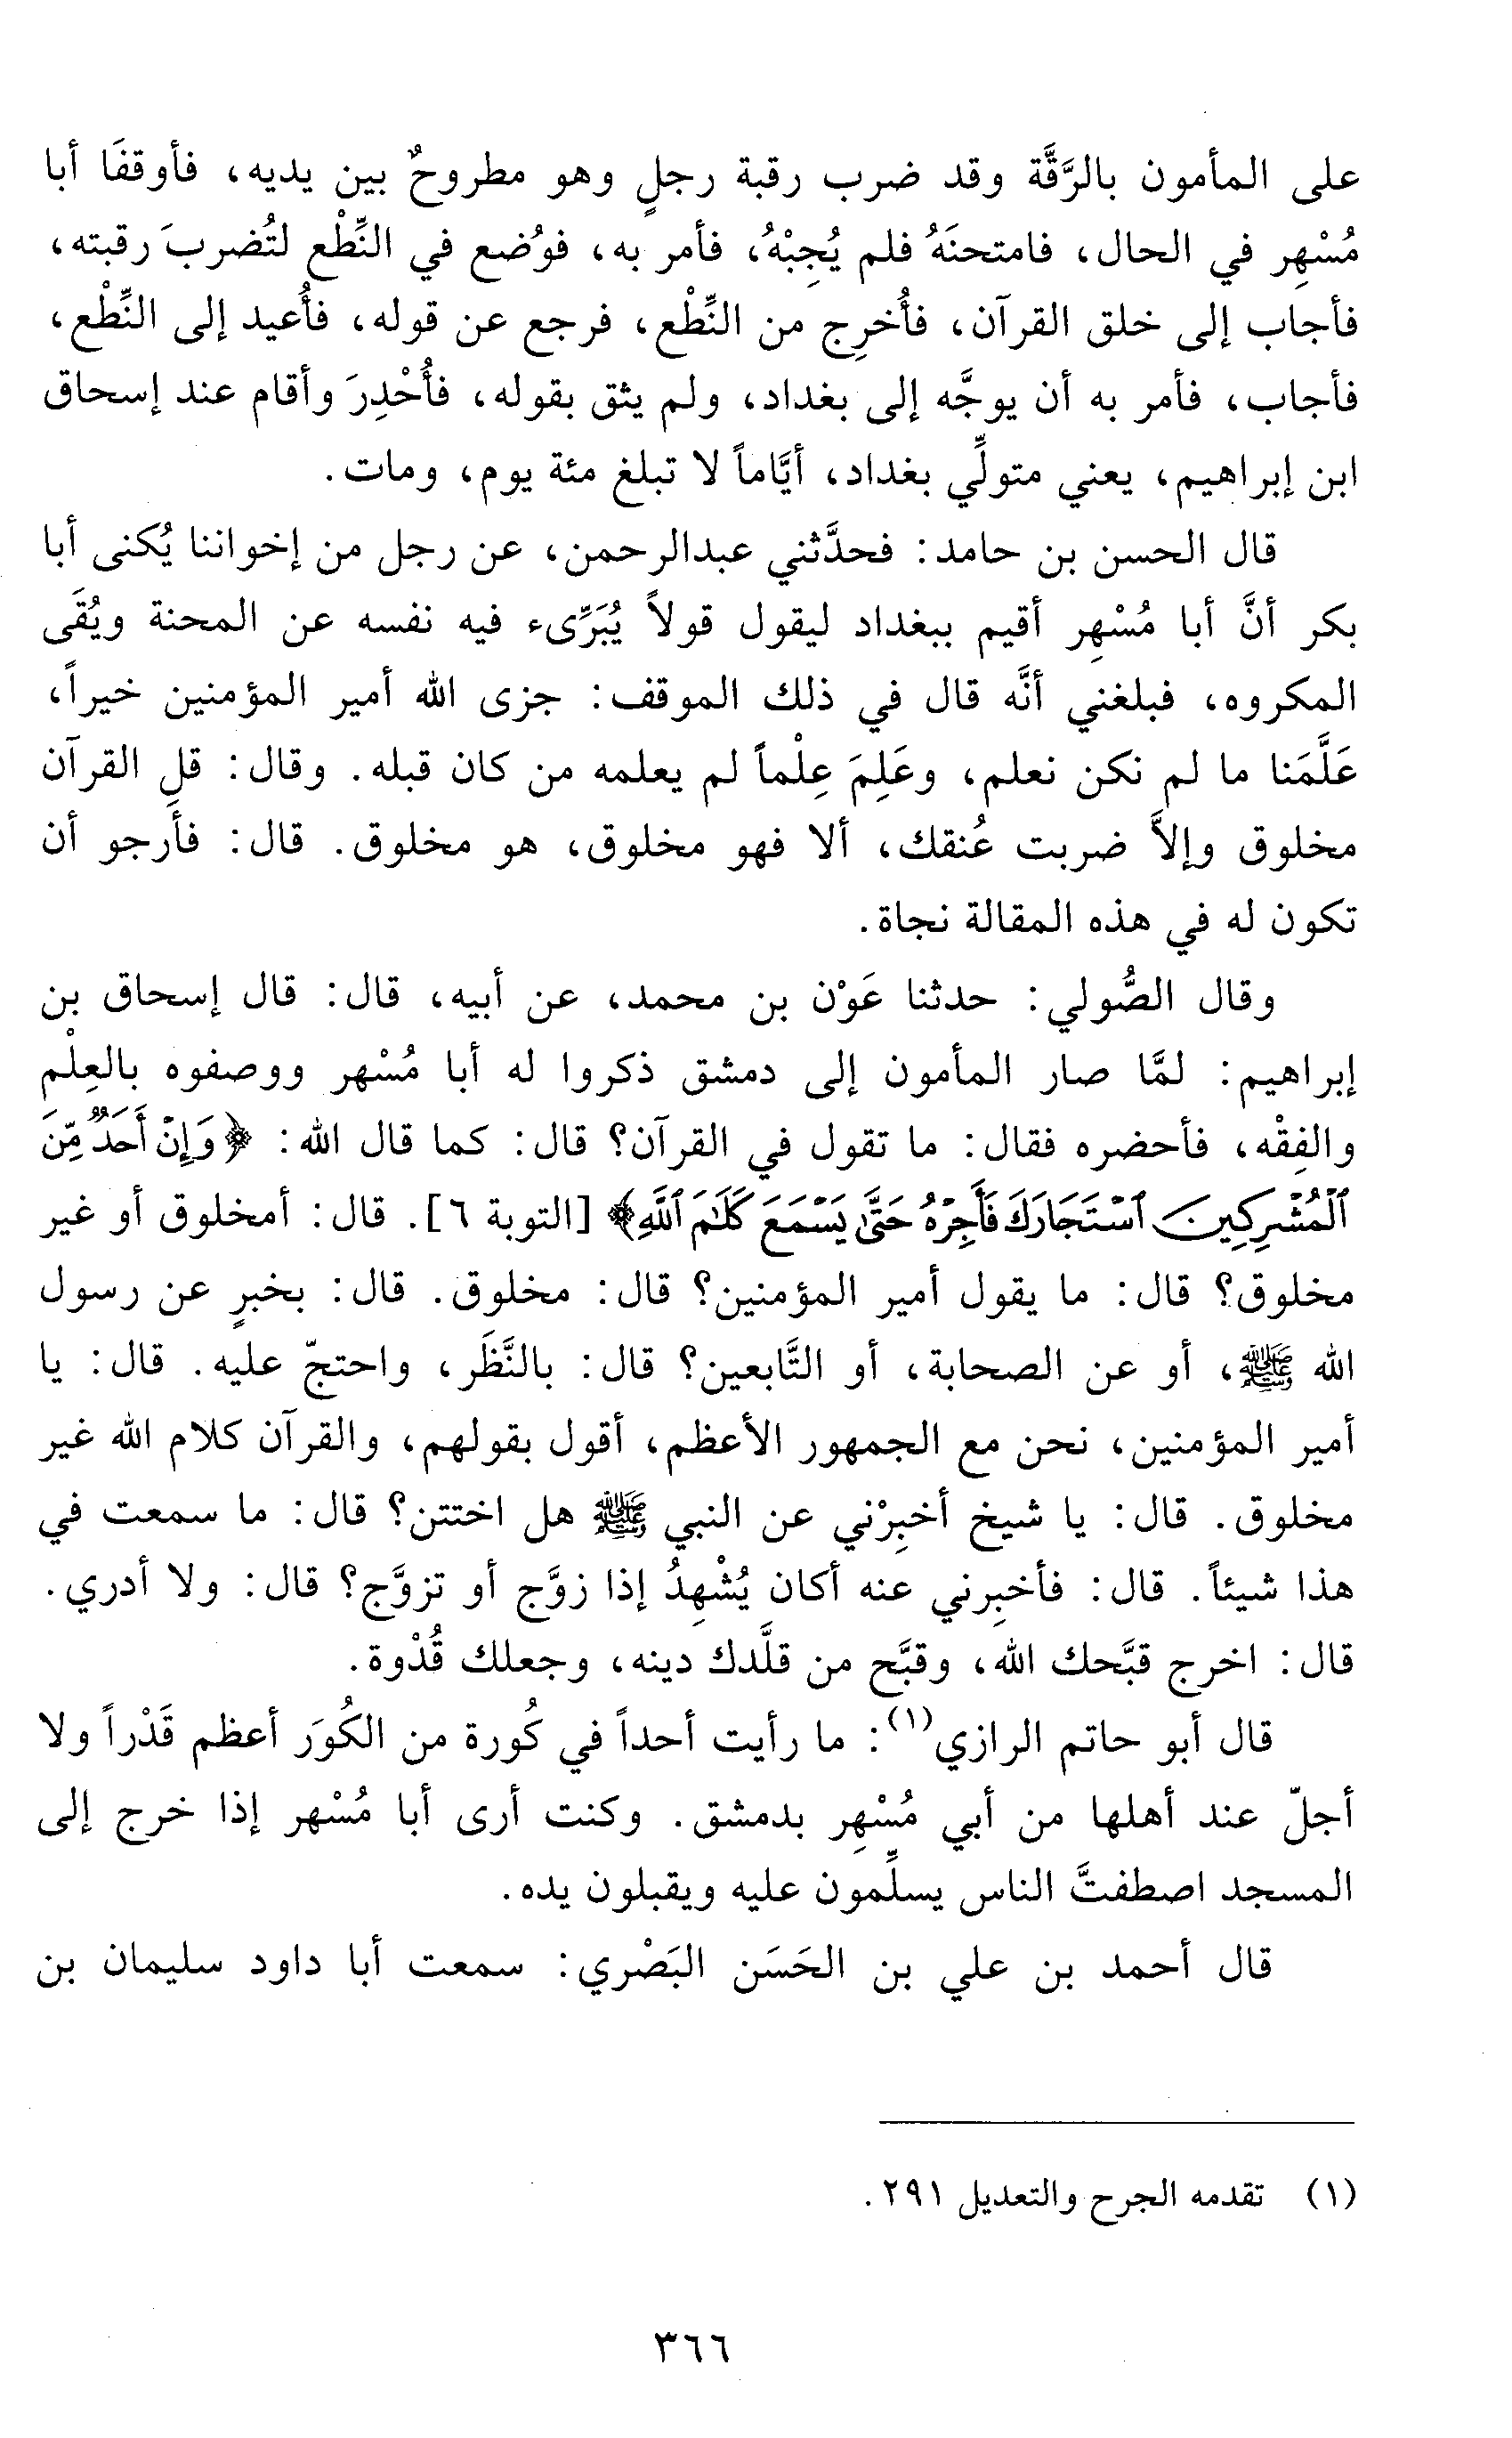 على المأمون بالرَّقَّة وقد ضرب رقبة رجلٍ وهو مطروحٌ بين يديه، فأوقفَا أبا
مُسْهِر في الحال، فامتحنَهُ فلم يُجِبْهُ، فأمر به، فوُضع في النِّطْع لتُضربَ رقبته،
فأجاب إلى خلق القرآن، فأُخرِج من النِّطْع، فرجع عن قوله، فأُعيد إلى النِّطْع،
فأجاب، فأمر به أن يوجَّه إلى بغداد، ولم يثق بقوله، فأُحْدِرَ وأقام عند إسحاق
ابن إبراهيم، يعني متولِّي بغداد، أيَّاماً لا تبلغ مئة يوم، ومات.
قال الحسن بن حامد: فحدَّثني عبدالرحمن، عن رجل من إخواننا يُكنى أبا
بكر أنَّ أبا مُسْهِر أقيم ببغداد ليقول قولاً يُبَرِّىء فيه نفسه عن المحنة ويُقَى
المكروه، فبلغني أنَّه قال في ذلك الموقف: جزى الله أمير المؤمنين خيراً،
عَلَّمَنا ما لم نكن نعلم، وعَلِمَ عِلْماً لم يعلمه من كان قبله. وقال: قلِ القرآن
مخلوق وإلاَّ ضربت عُنقك، ألا فهو مخلوق، هو مخلوق. قال: فأَرجو أن
تكون له في هذه المقالة نجاة.
وقال الصُّولي: حدثنا عَوْن بن محمد، عن أبيه، قال: قال إسحاق بن
إبراهيم: لمَّا صار المأمون إلى دمشق ذكروا له أبا مُسْهر ووصفوه بالعِلْم
والفِقْه، فأحضره فقال: ما تقول في القرآن؟ قال: كما قال الله: ﴿وَإِنْ أَحَدٌ مِّنَ
ٱلْمُشْرِكِينَ ٱسْتَجَارَكَ فَأَجِرْهُ حَتَّىٰ يَسْمَعَ كَلَٰمَ ٱللَّهِ﴾ [التوبة ٦]. قال: أمخلوق أو غير
مخلوق؟ قال: ما يقول أمير المؤمنين؟ قال: مخلوق. قال: بخبرٍ عن رسول
الله ﷺ، أو عن الصحابة، أو التَّابعين؟ قال: بالنَّظَر، واحتجّ عليه. قال: يا
أمير المؤمنين، نحن مع الجمهور الأعظم، أقول بقولهم، والقرآن كلام الله غير
مخلوق. قال: يا شيخ أخبِرْني عن النبي ﷺ هل اختتن؟ قال: ما سمعت في
هذا شيئاً. قال: فأخبِرني عنه أكان يُشْهِدُ إذا زوَّج أو تزوَّج؟ قال: ولا أدري.
قال: اخرج قبَّحك الله، وقبَّح من قلَّدك دينه، وجعلك قُدْوة.
قال أبو حاتم الرازي(١): ما رأيت أحداً في كُورة من الكُوَر أعظم قَدْراً ولا
أجلّ عند أهلها من أبي مُسْهِر بدمشق. وكنت أرى أبا مُسْهر إذا خرج إلى
المسجد اصطفتَّ الناس يسلِّمون عليه ويقبلون يده.
قال أحمد بن علي بن الحَسَن البَصْري: سمعت أبا داود سليمان بن
(١) تقدمه الجرح والتعديل ٢٩١.
٣٦٦